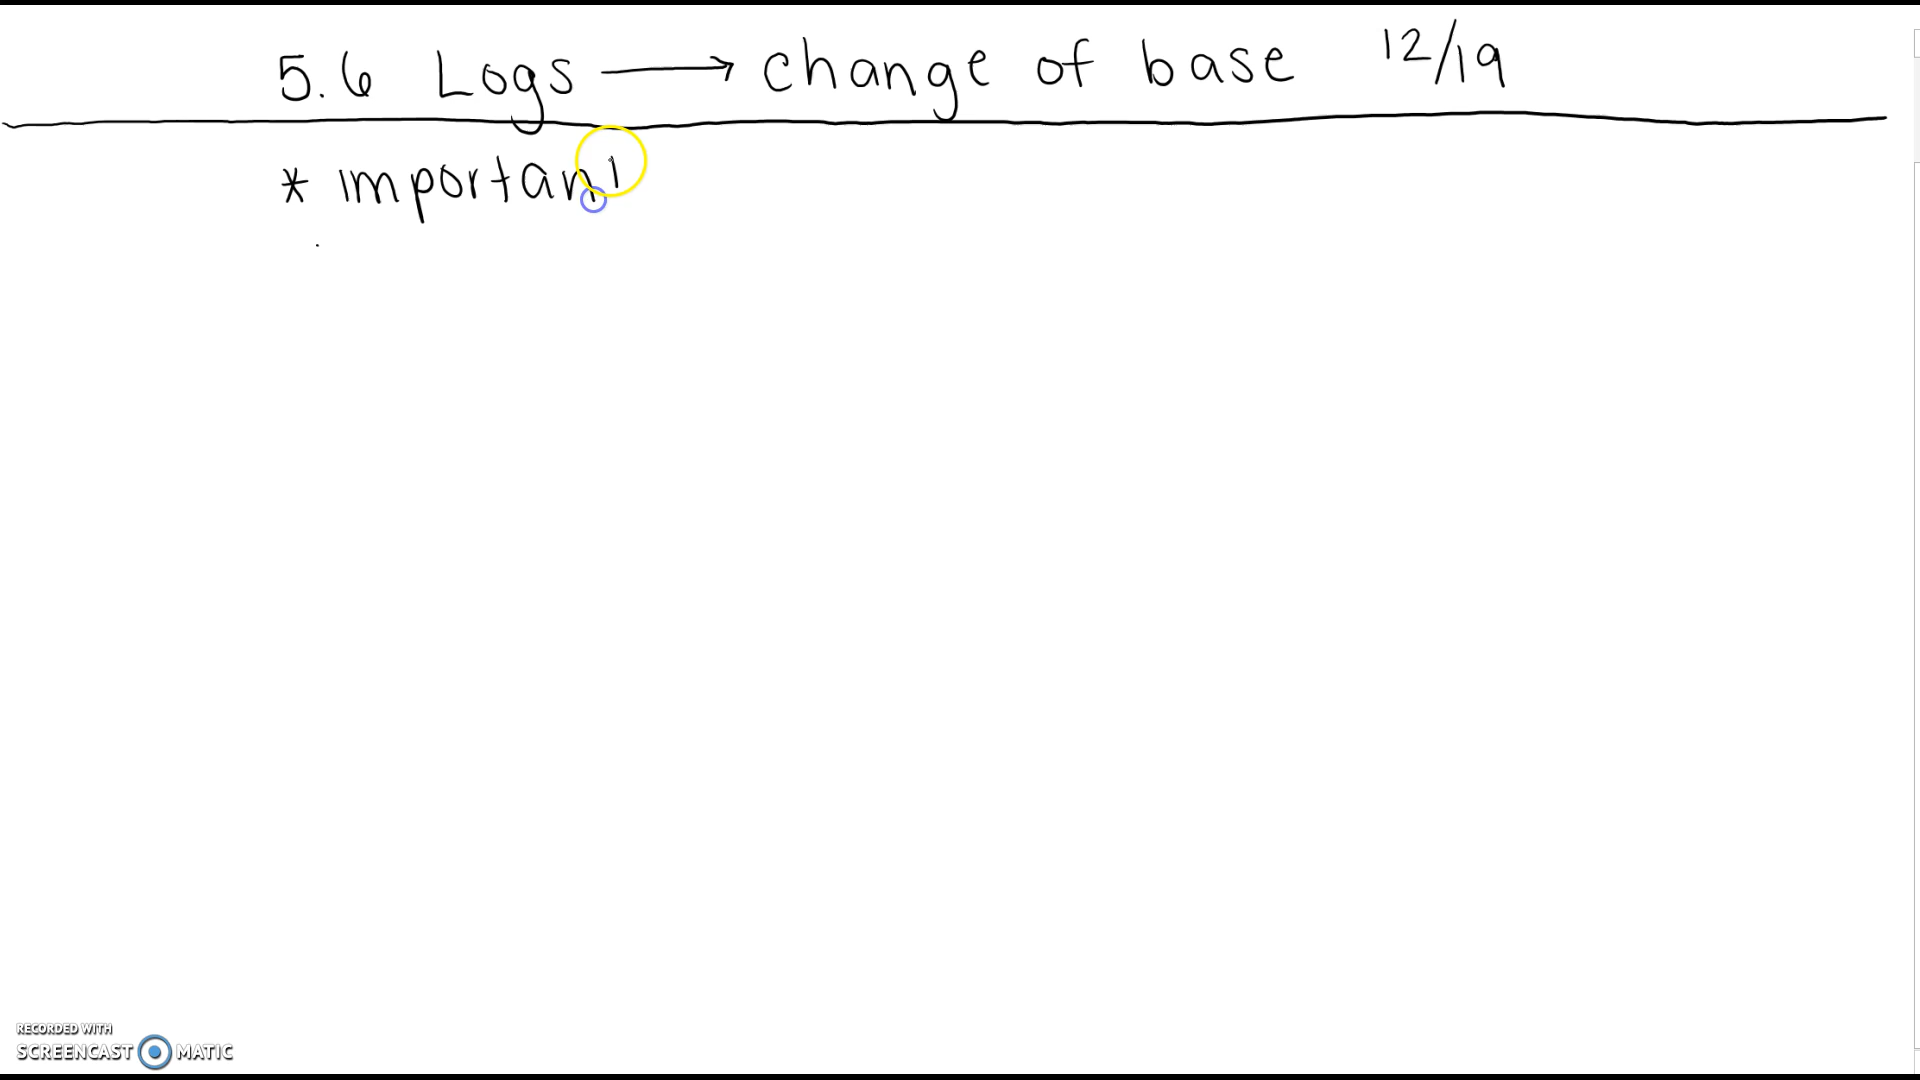 5.6 Logs → change of base 12/19
* important
RECORDED WITH
SCREENCAST MATIC